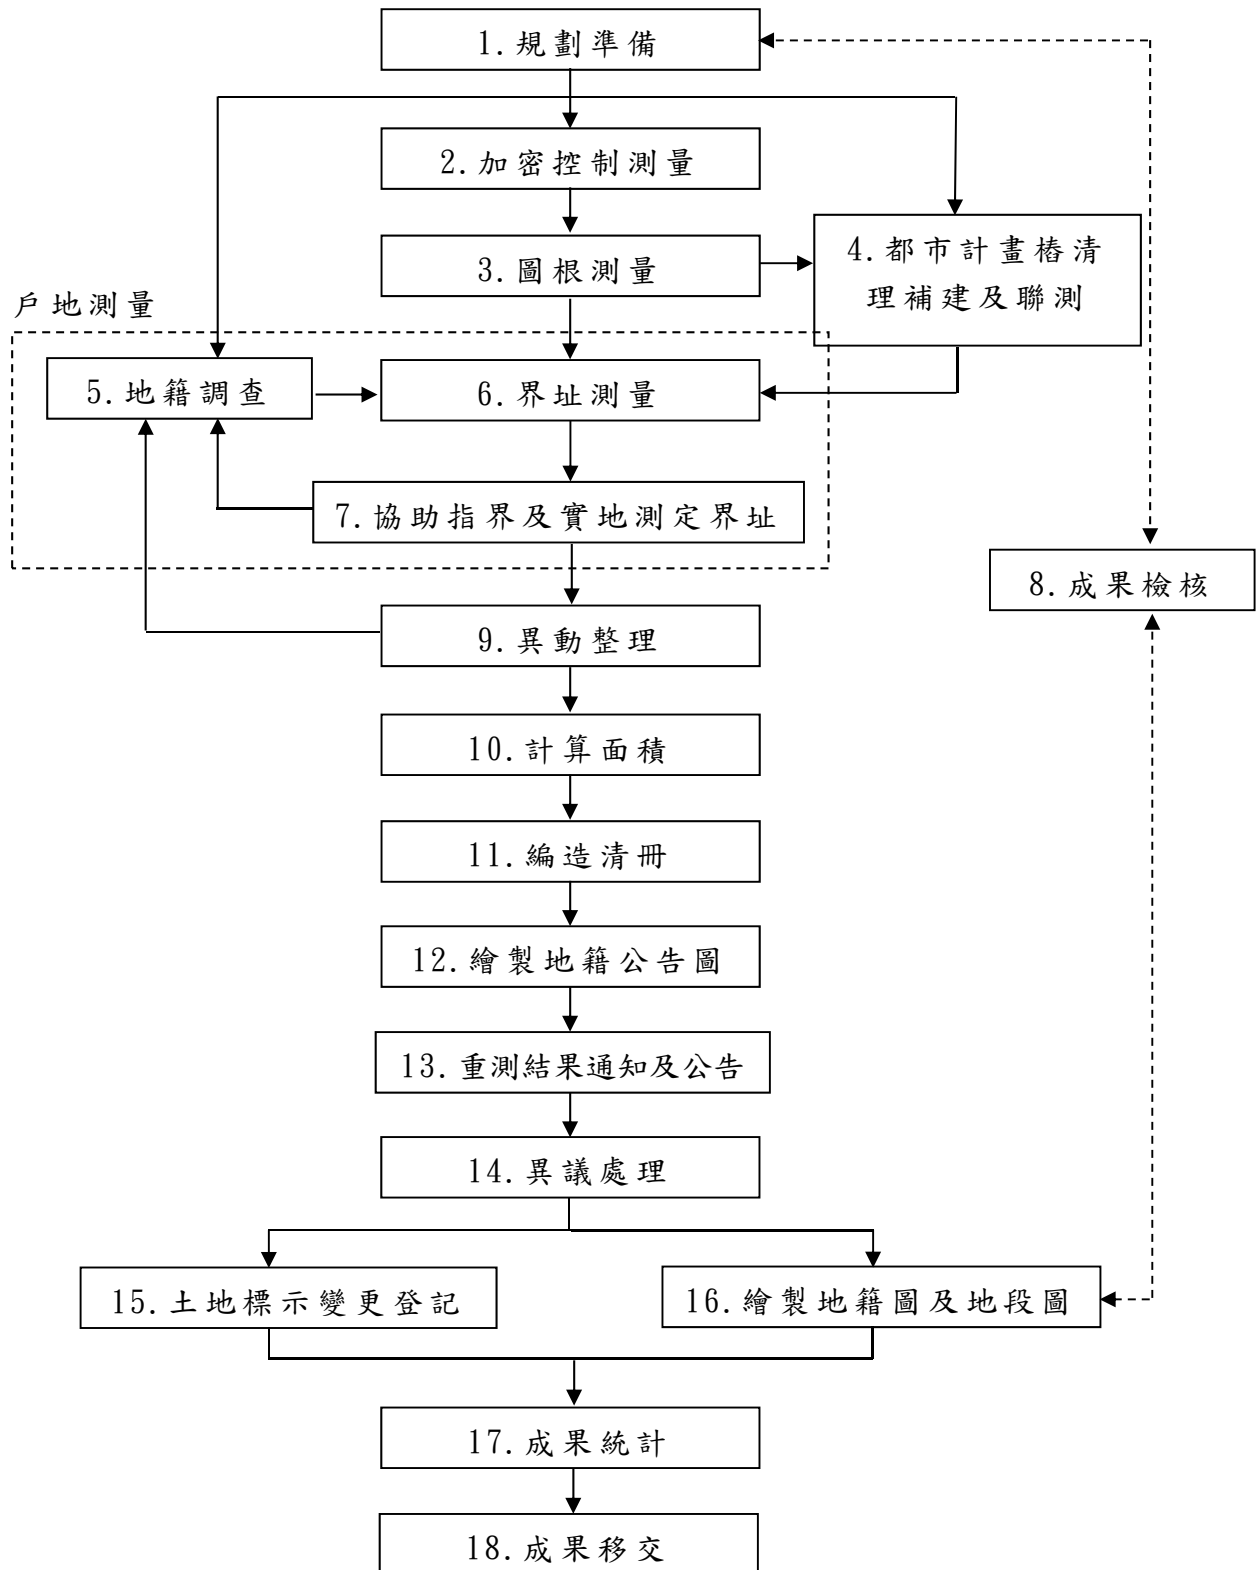 1.規劃準備
2.加密控制測量
3.圖根測量
4.都市計畫樁清
理補建及聯測
戶地測量
5.地籍調查
6.界址測量
7.協助指界及實地測定界址
8.成果檢核
9.異動整理
10.計算面積
11.編造清冊
12.繪製地籍公告圖
13.重測結果通知及公告
14.異議處理
15.土地標示變更登記
16.繪製地籍圖及地段圖
17.成果統計
18.成果移交